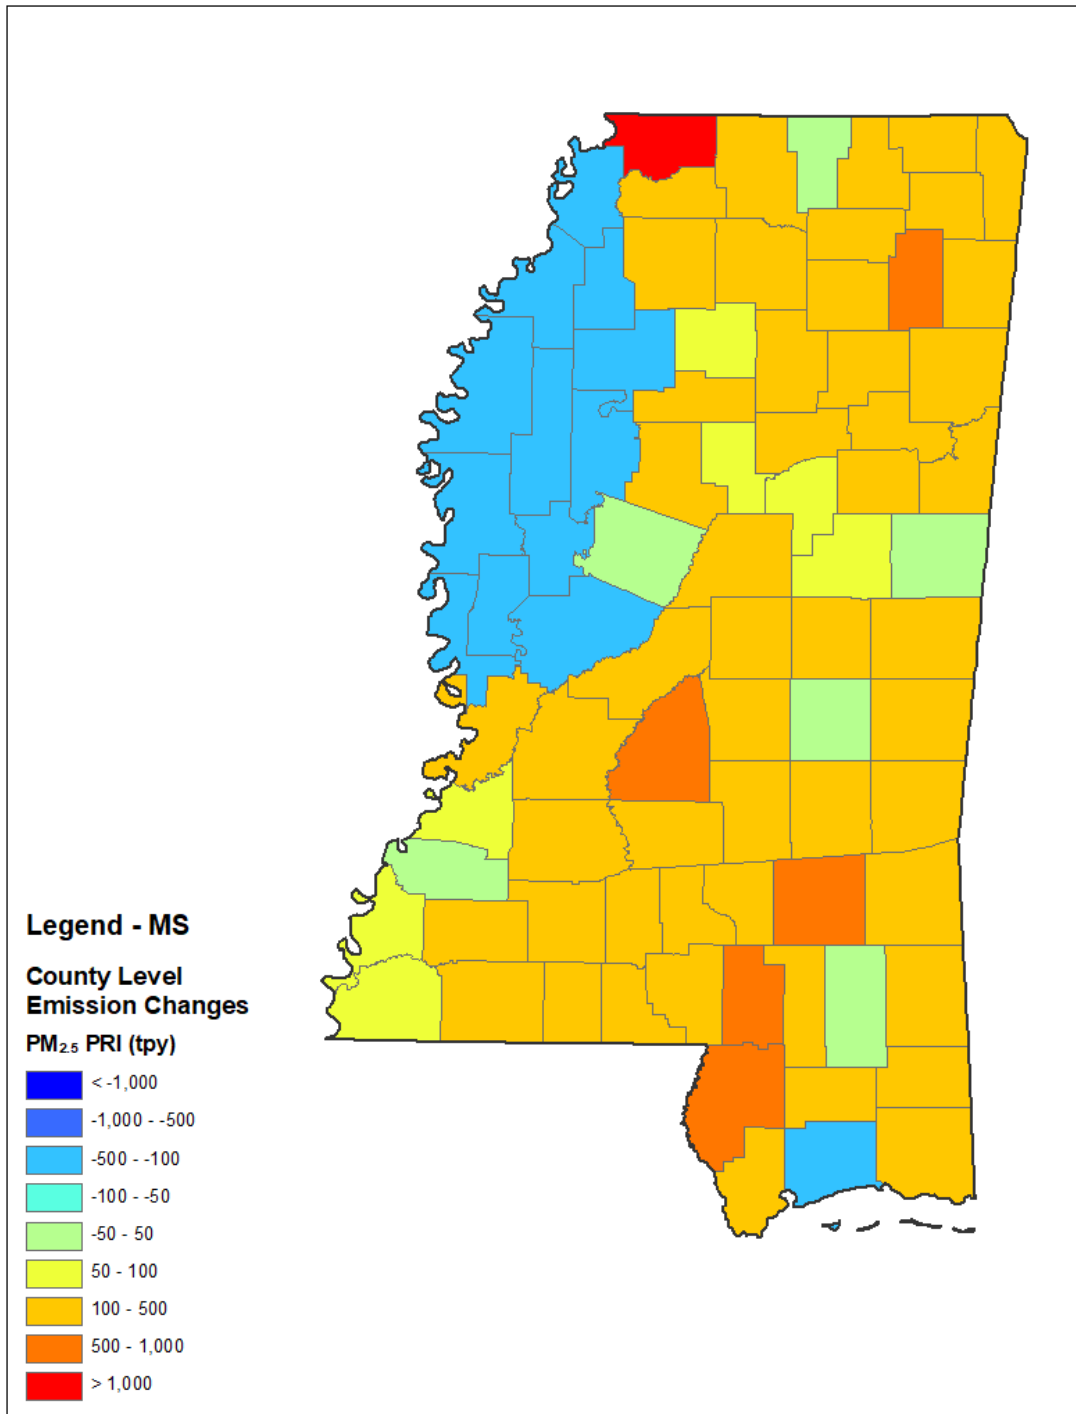 Legend - MS
County Level
Emission Changes
PM₂.₅ PRI (tpy)
< -1,000
-1,000 - -500
-500 - -100
-100 - -50
-50 - 50
50 - 100
100 - 500
500 - 1,000
> 1,000